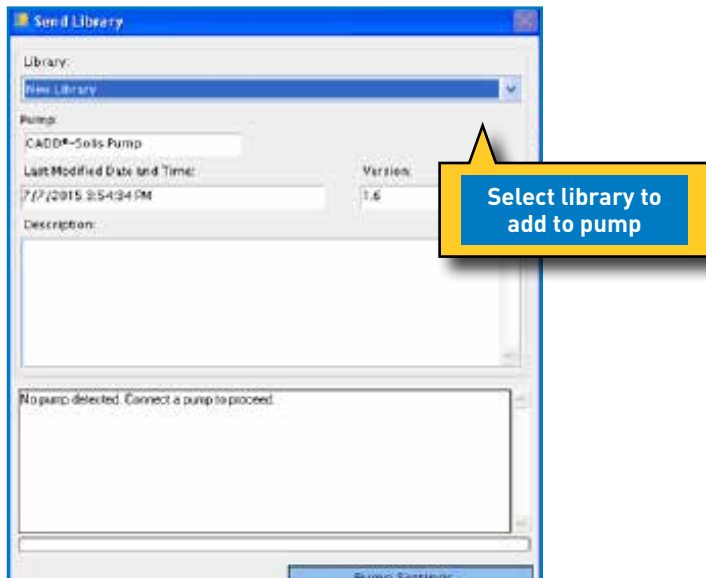 Send Library
Library:
New Library
Pump:
CADD®-Solis Pump
Last Modified Date and Time:
Version:
7/7/2015 3:54:34 PM
1.6
Select library to
add to pump
Description:
No pump detected. Connect a pump to proceed.
Pump Settings